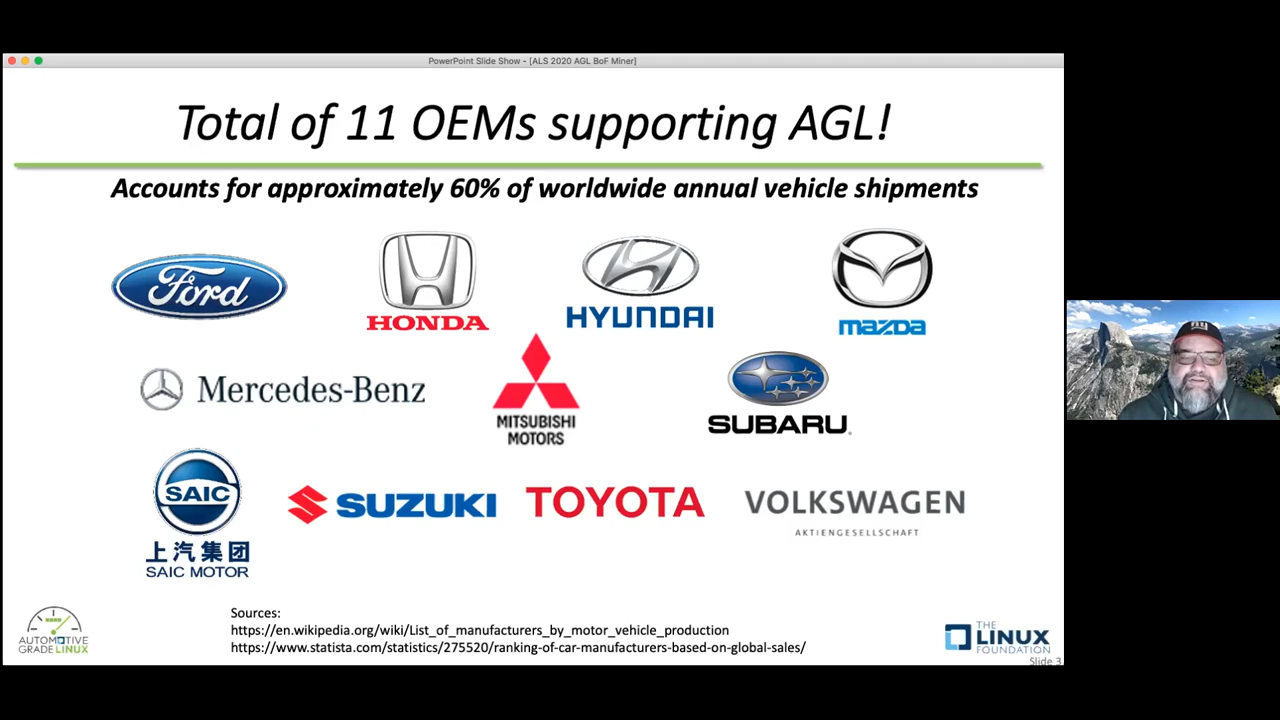 PowerPoint Slide Show - [ALS 2020 AGL BoF Miner]
Total of 11 OEMs supporting AGL!
Accounts for approximately 60% of worldwide annual vehicle shipments
Ford
HONDA
HYUNDAI
mazda
Mercedes-Benz
MITSUBISHI
MOTORS
SUBARU
SAIC
上汽集团
SAIC MOTOR
SUZUKI
TOYOTA
VOLKSWAGEN
AKTIENGESELLSCHAFT
Sources:
https://en.wikipedia.org/wiki/List_of_manufacturers_by_motor_vehicle_production
https://www.statista.com/statistics/275520/ranking-of-car-manufacturers-based-on-global-sales/
AUTOMOTIVE
GRADELINUX
THE
LINUX
FOUNDATION
Slide 3